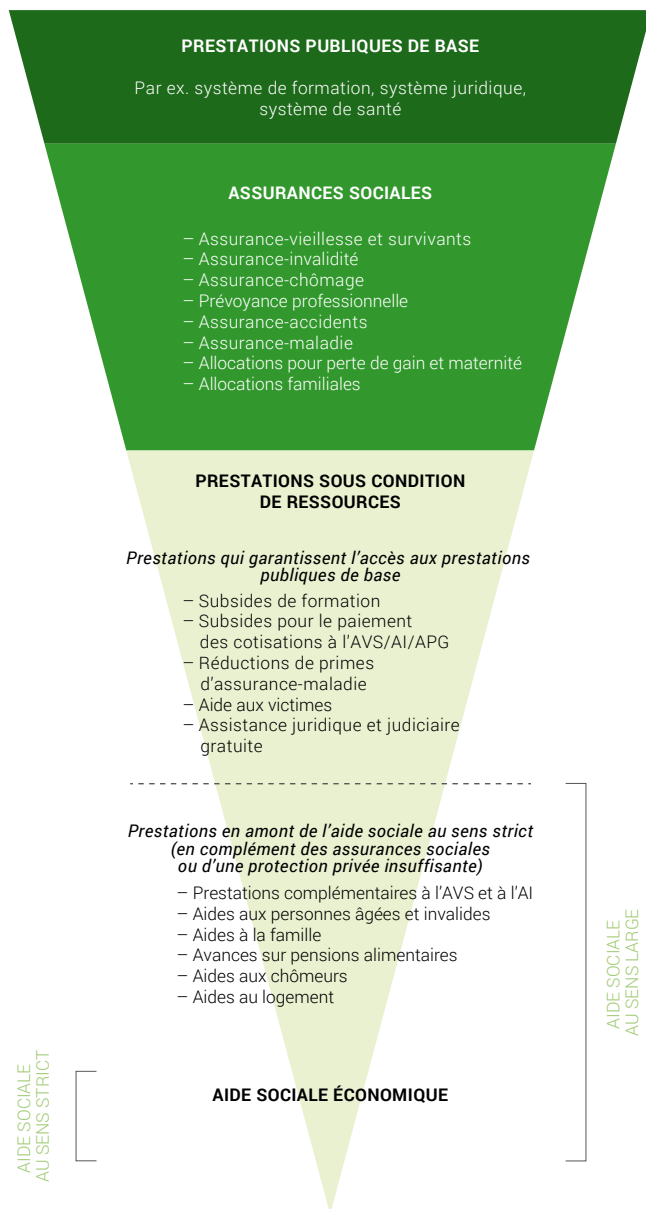 PRESTATIONS PUBLIQUES DE BASE
Par ex. système de formation, système juridique,
système de santé
ASSURANCES SOCIALES
– Assurance-vieillesse et survivants
– Assurance-invalidité
– Assurance-chômage
– Prévoyance professionnelle
– Assurance-accidents
– Assurance-maladie
– Allocations pour perte de gain et maternité
– Allocations familiales
PRESTATIONS SOUS CONDITION
DE RESSOURCES
Prestations qui garantissent l'accès aux prestations
publiques de base
– Subsides de formation
– Subsides pour le paiement
des cotisations à l'AVS/AI/APG
– Réductions de primes
d'assurance-maladie
– Aide aux victimes
– Assistance juridique et judiciaire
gratuite
Prestations en amont de l'aide sociale au sens strict
(en complément des assurances sociales
ou d'une protection privée insuffisante)
– Prestations complémentaires à l'AVS et à l'AI
– Aides aux personnes âgées et invalides
– Aides à la famille
– Avances sur pensions alimentaires
– Aides aux chômeurs
– Aides au logement
AIDE SOCIALE
AU SENS LARGE
AIDE SOCIALE
AU SENS STRICT
AIDE SOCIALE ÉCONOMIQUE